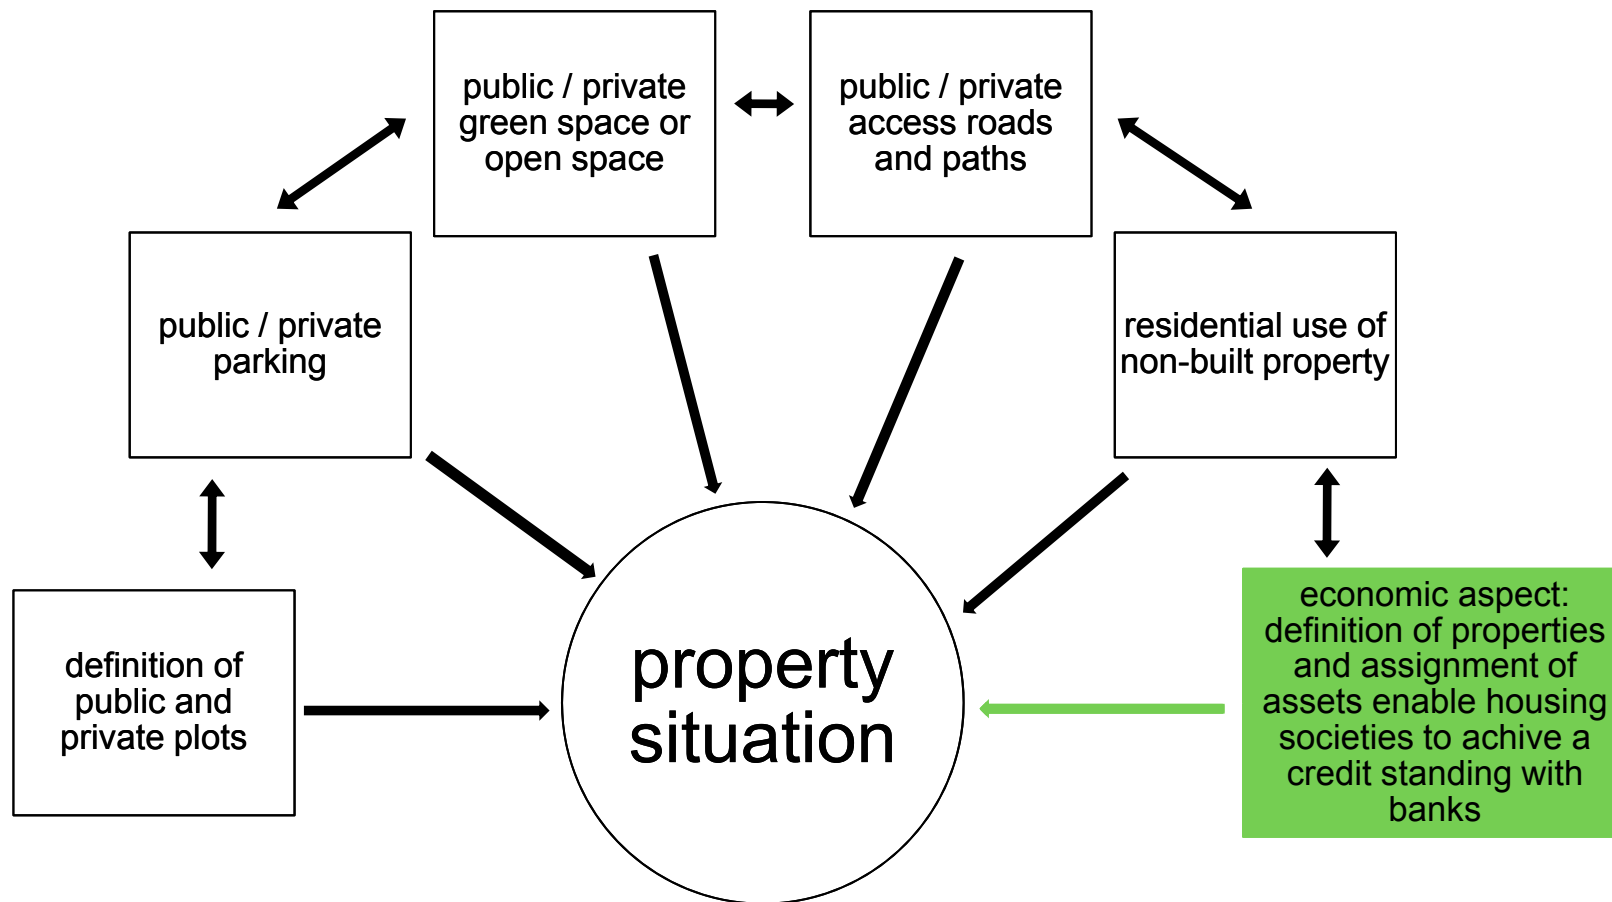 public / private
green space or
open space
public / private
access roads
and paths
public / private
parking
residential use of
non-built property
definition of
public and
private plots
property
situation
economic aspect:
definition of properties
and assignment of
assets enable housing
societies to achive a
credit standing with
banks